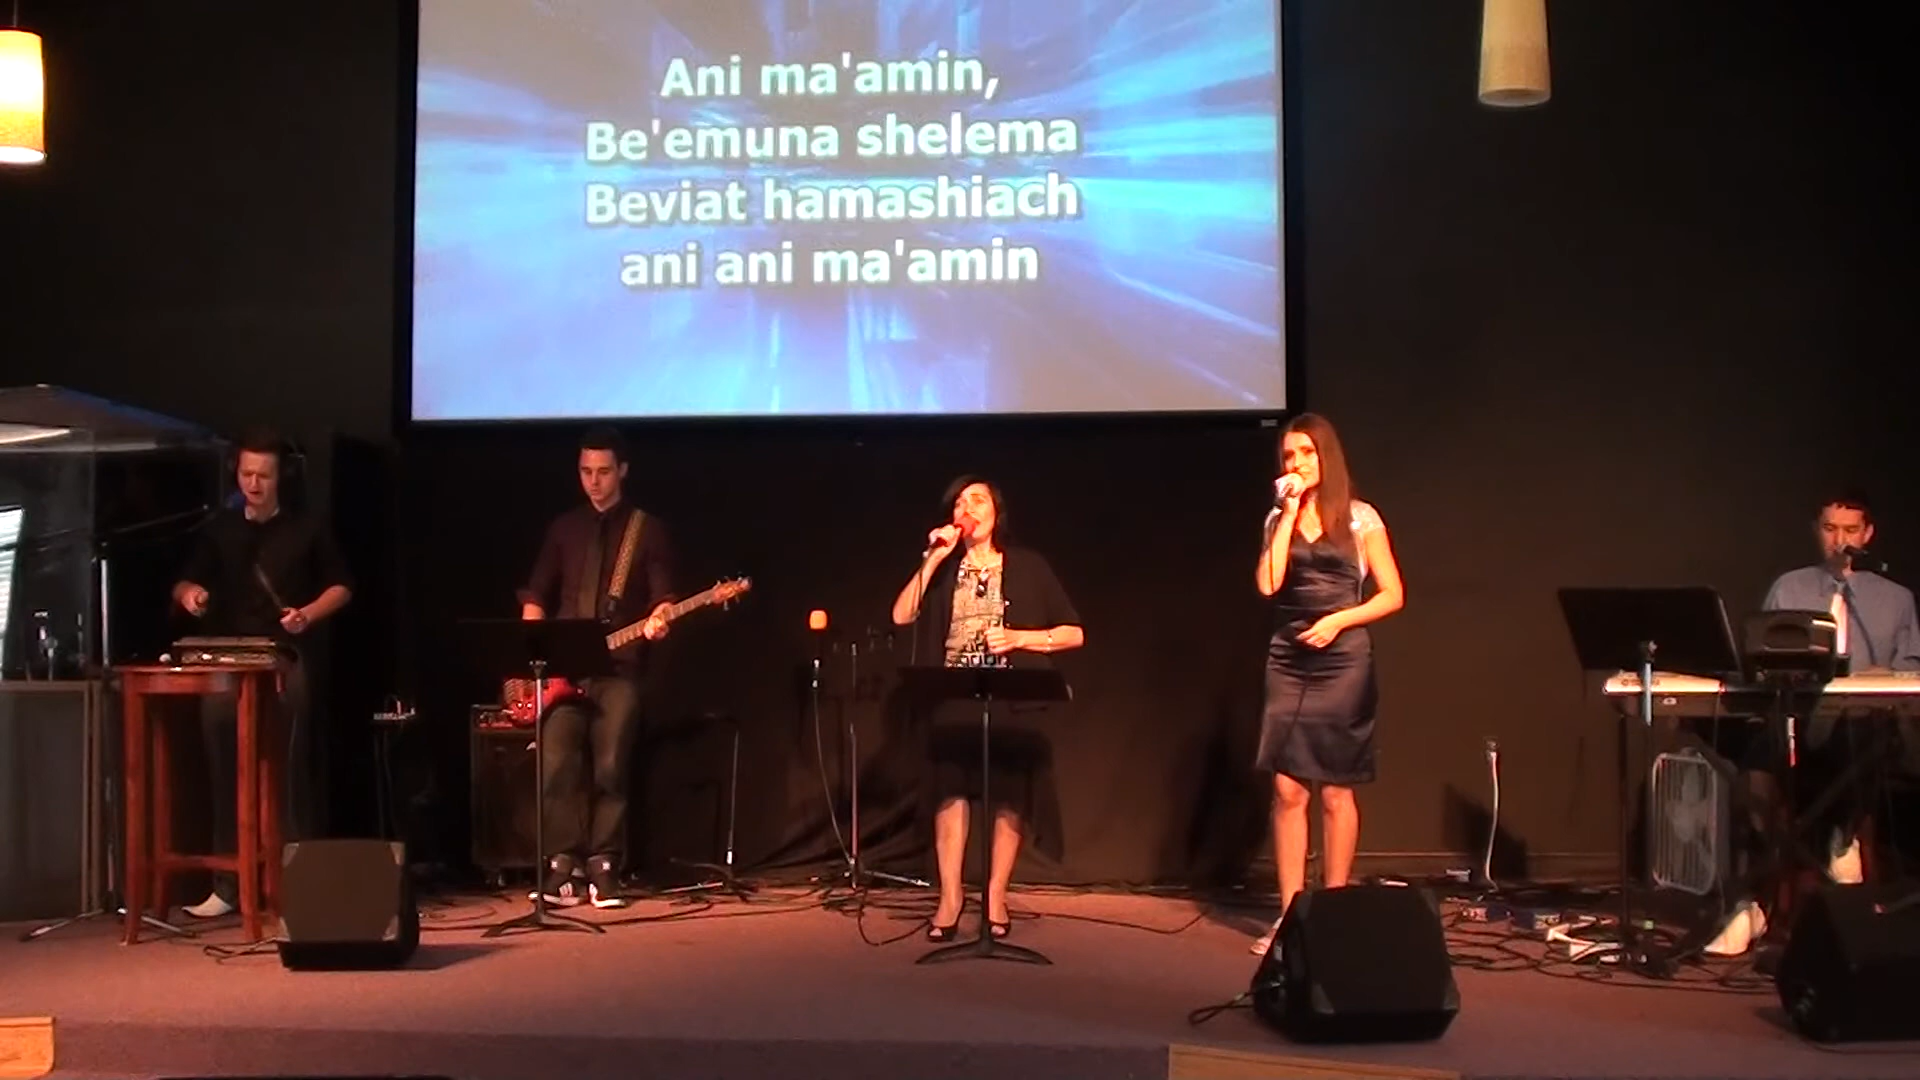 Ani ma'amin,
Be'emuna shelema
Beviat hamashiach
ani ani ma'amin